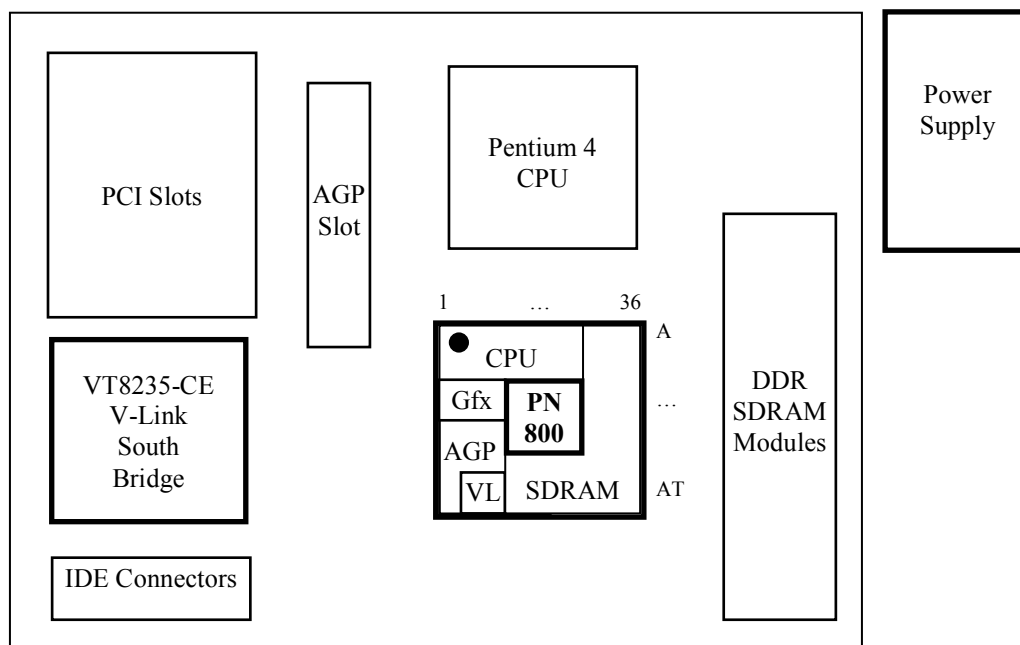 PCI Slots
AGP
Slot
Pentium 4
CPU
Power
Supply
1 … 36
A
…
AT
CPU
Gfx
PN
800
AGP
VL
SDRAM
VT8235-CE
V-Link
South
Bridge
DDR
SDRAM
Modules
IDE Connectors